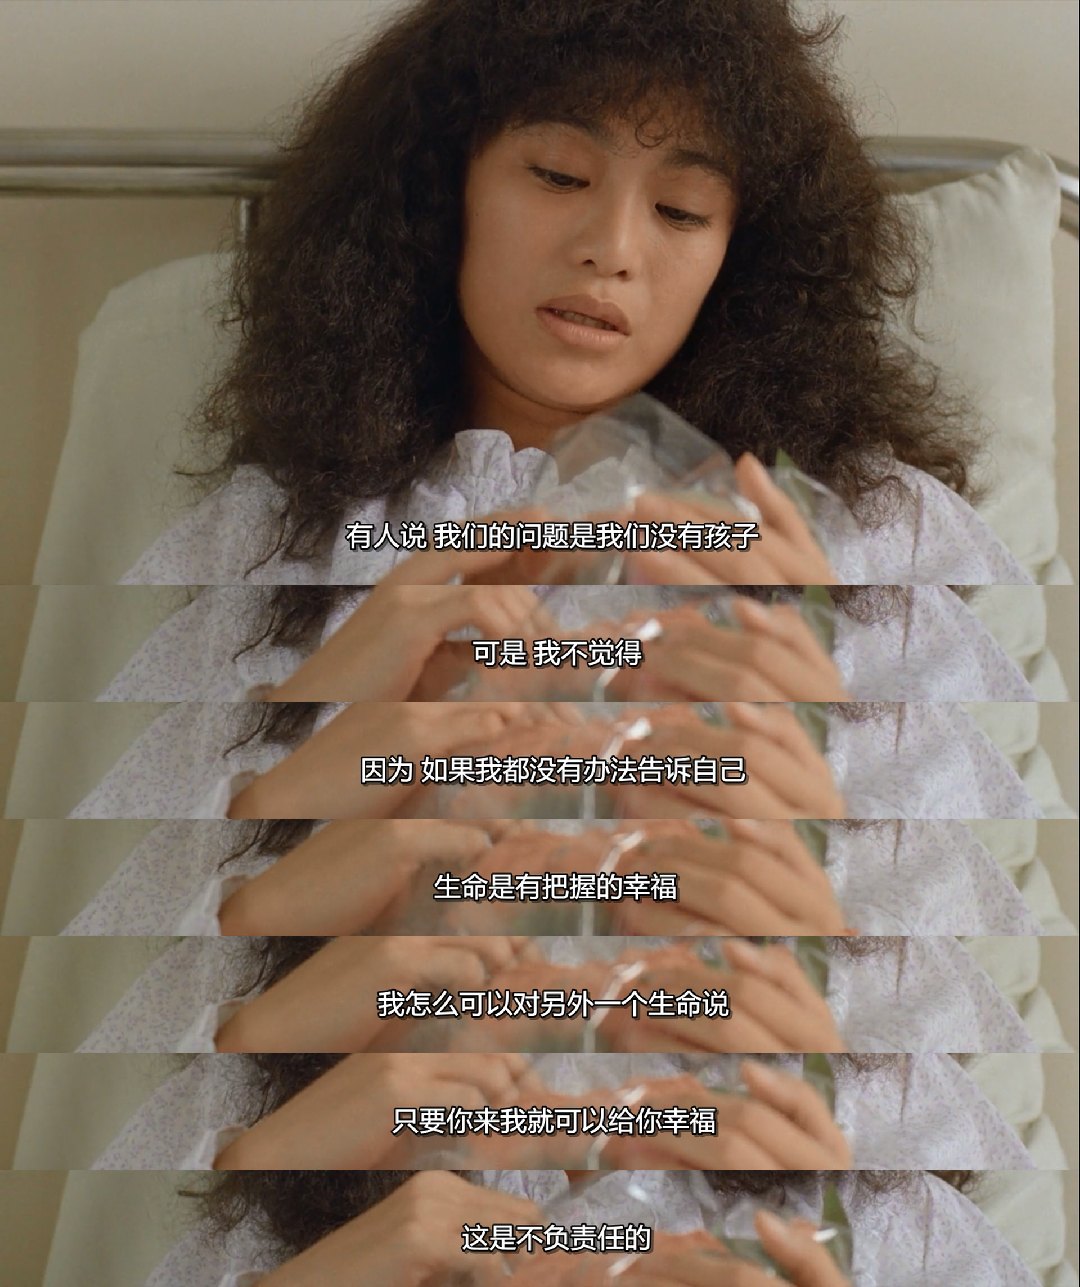 有人说 我们的问题是我们没有孩子
可是 我不觉得
因为 如果我都没有办法告诉自己
生命是有把握的幸福
我怎么可以对另外一个生命说
只要你来我就可以给你幸福
这是不负责任的